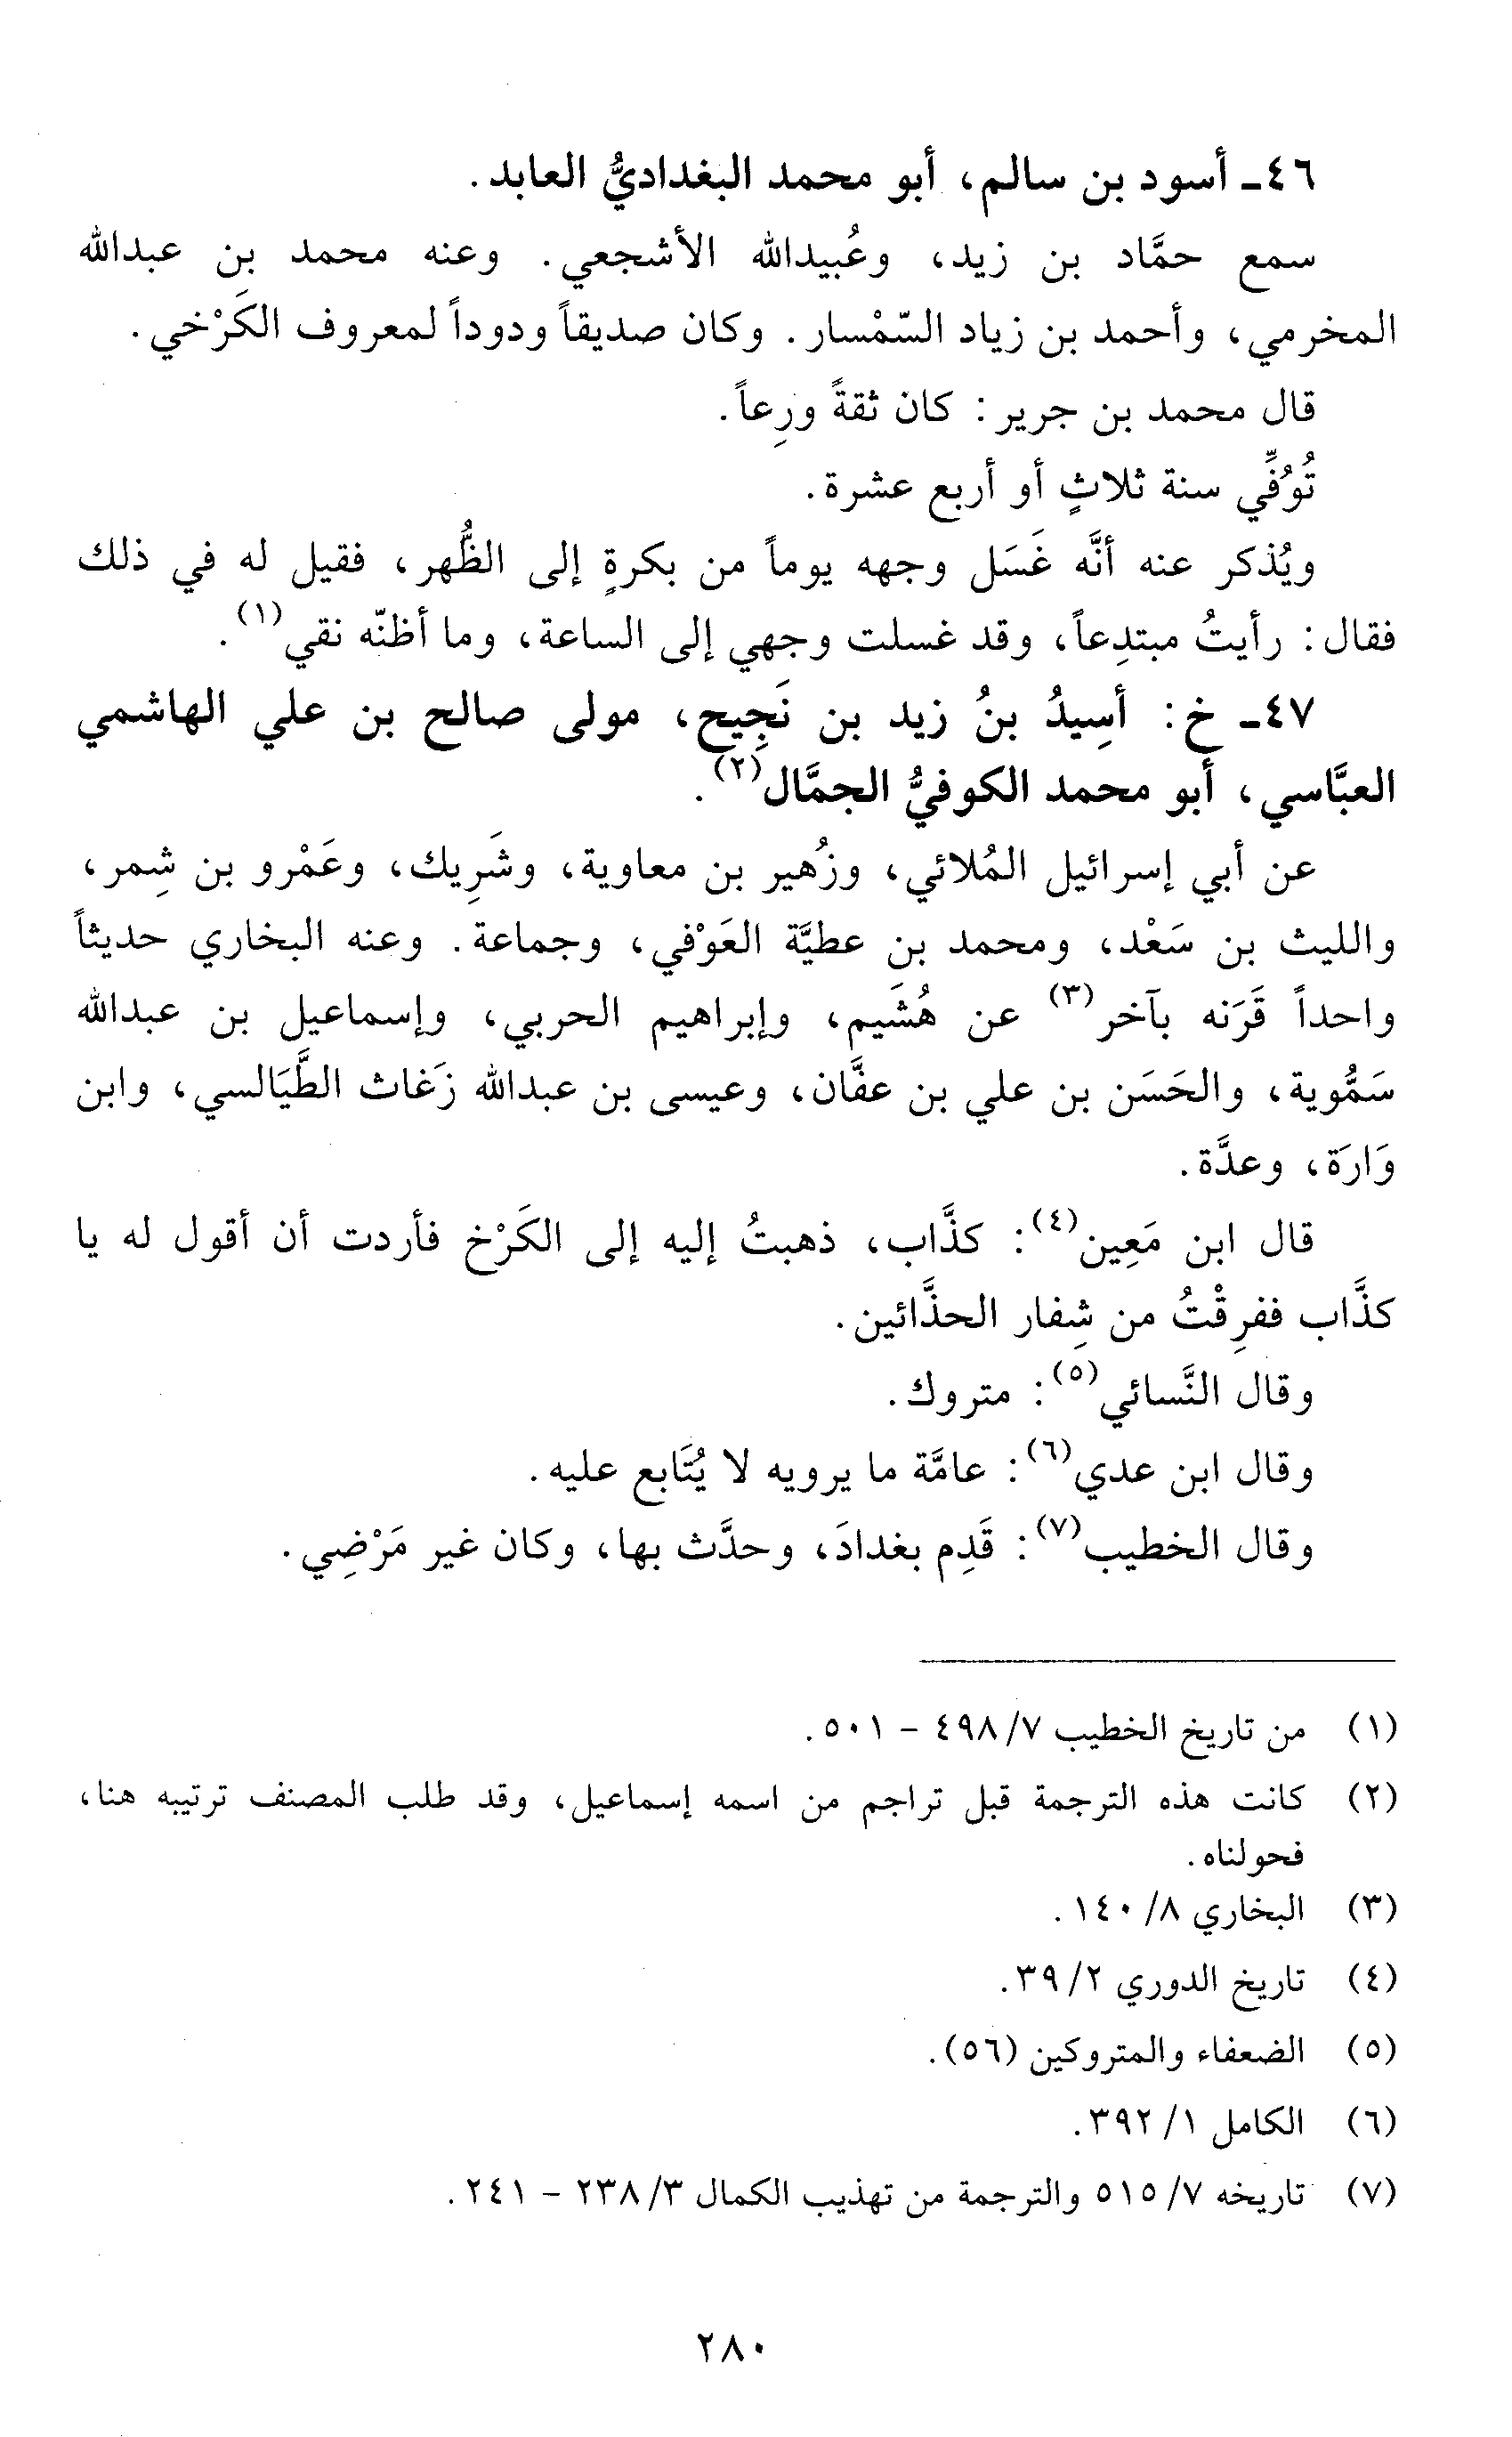 ٤٦ـ أسود بن سالم، أبو محمد البغداديُّ العابد.
سمع حمَّاد بن زيد، وعُبيدالله الأشجعي. وعنه محمد بن عبدالله
المخرمي، وأحمد بن زياد السّمْسار. وكان صديقاً ودوداً لمعروف الكَرْخي.
قال محمد بن جرير: كان ثقةً ورِعاً.
تُوُفِّي سنة ثلاثٍ أو أربع عشرة.
ويُذكر عنه أنَّه غَسَل وجهه يوماً من بكرةٍ إلى الظُّهر، فقيل له في ذلك
فقال: رأيتُ مبتدِعاً، وقد غسلت وجهي إلى الساعة، وما أظنّه نقي(١).
٤٧ـ خ: أسِيدُ بنُ زيد بن نَجِيح، مولى صالح بن علي الهاشمي
العبَّاسي، أبو محمد الكوفيُّ الجمَّال(٢).
عن أبي إسرائيل المُلائي، وزُهير بن معاوية، وشَرِيك، وعَمْرو بن شِمر،
والليث بن سَعْد، ومحمد بن عطيَّة العَوْفي، وجماعة. وعنه البخاري حديثاً
واحداً قَرَنه بآخر(٣) عن هُشَيم، وإبراهيم الحربي، وإسماعيل بن عبدالله
سَمُّوية، والحَسَن بن علي بن عفَّان، وعيسى بن عبدالله زَغاث الطَّيَالسي، وابن
وَارَة، وعدَّة.
قال ابن مَعِين(٤): كذَّاب، ذهبتُ إليه إلى الكَرْخ فأردت أن أقول له يا
كذَّاب ففرِقْتُ من شِفار الحذَّائين.
وقال النَّسائي(٥): متروك.
وقال ابن عدي(٦): عامَّة ما يرويه لا يُتَابع عليه.
وقال الخطيب(٧): قَدِم بغدادَ، وحدَّث بها، وكان غير مَرْضِي.
(١) من تاريخ الخطيب ٧/ ٤٩٨ - ٥٠١.
(٢) كانت هذه الترجمة قبل تراجم من اسمه إسماعيل، وقد طلب المصنف ترتيبه هنا،
فحولناه.
(٣) البخاري ٨/ ١٤٠.
(٤) تاريخ الدوري ٢/ ٣٩.
(٥) الضعفاء والمتروكين (٥٦).
(٦) الكامل ١/ ٣٩٢.
(٧) تاريخه ٧/ ٥١٥ والترجمة من تهذيب الكمال ٣/ ٢٣٨ - ٢٤١.
٢٨٠